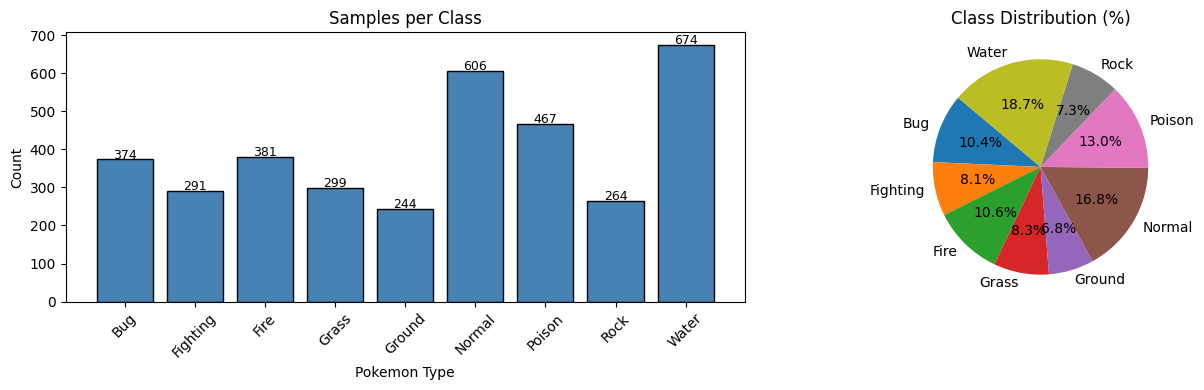 Samples per Class
Count
700
600
500
400
300
200
100
0
374
291
381
299
244
606
467
264
674
Bug
Fighting
Fire
Grass
Ground
Normal
Poison
Rock
Water
Pokemon Type
Class Distribution (%)
Water
Rock
Poison
Bug
Fighting
Fire
Grass
Ground
Normal
18.7%
7.3%
13.0%
10.4%
8.1%
10.6%
8.3%
6.8%
16.8%